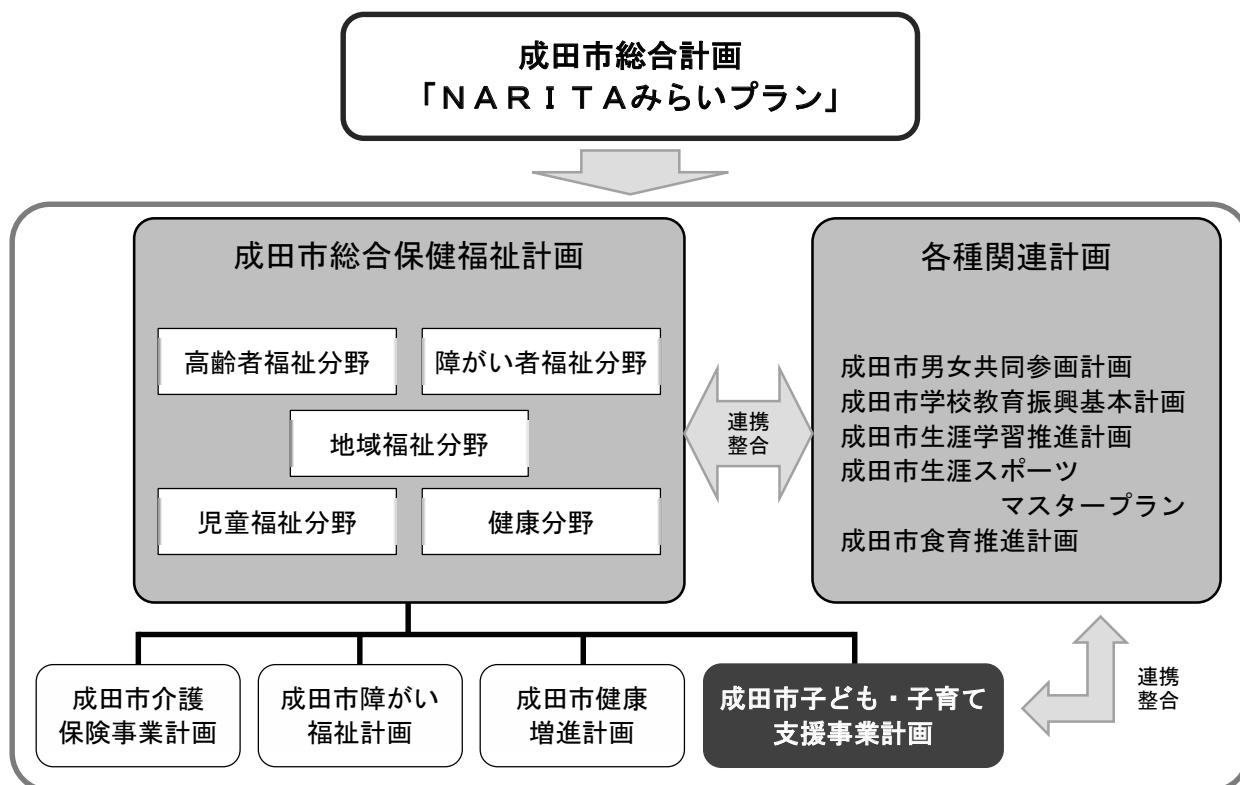 成田市総合計画
「ＮＡＲＩＴＡみらいプラン」
成田市総合保健福祉計画
高齢者福祉分野
障がい者福祉分野
地域福祉分野
児童福祉分野
健康分野
連携
整合
各種関連計画
成田市男女共同参画計画
成田市学校教育振興基本計画
成田市生涯学習推進計画
成田市生涯スポーツ
マスタープラン
成田市食育推進計画
成田市介護
保険事業計画
成田市障がい
福祉計画
成田市健康
増進計画
成田市子ども・子育て
支援事業計画
連携
整合